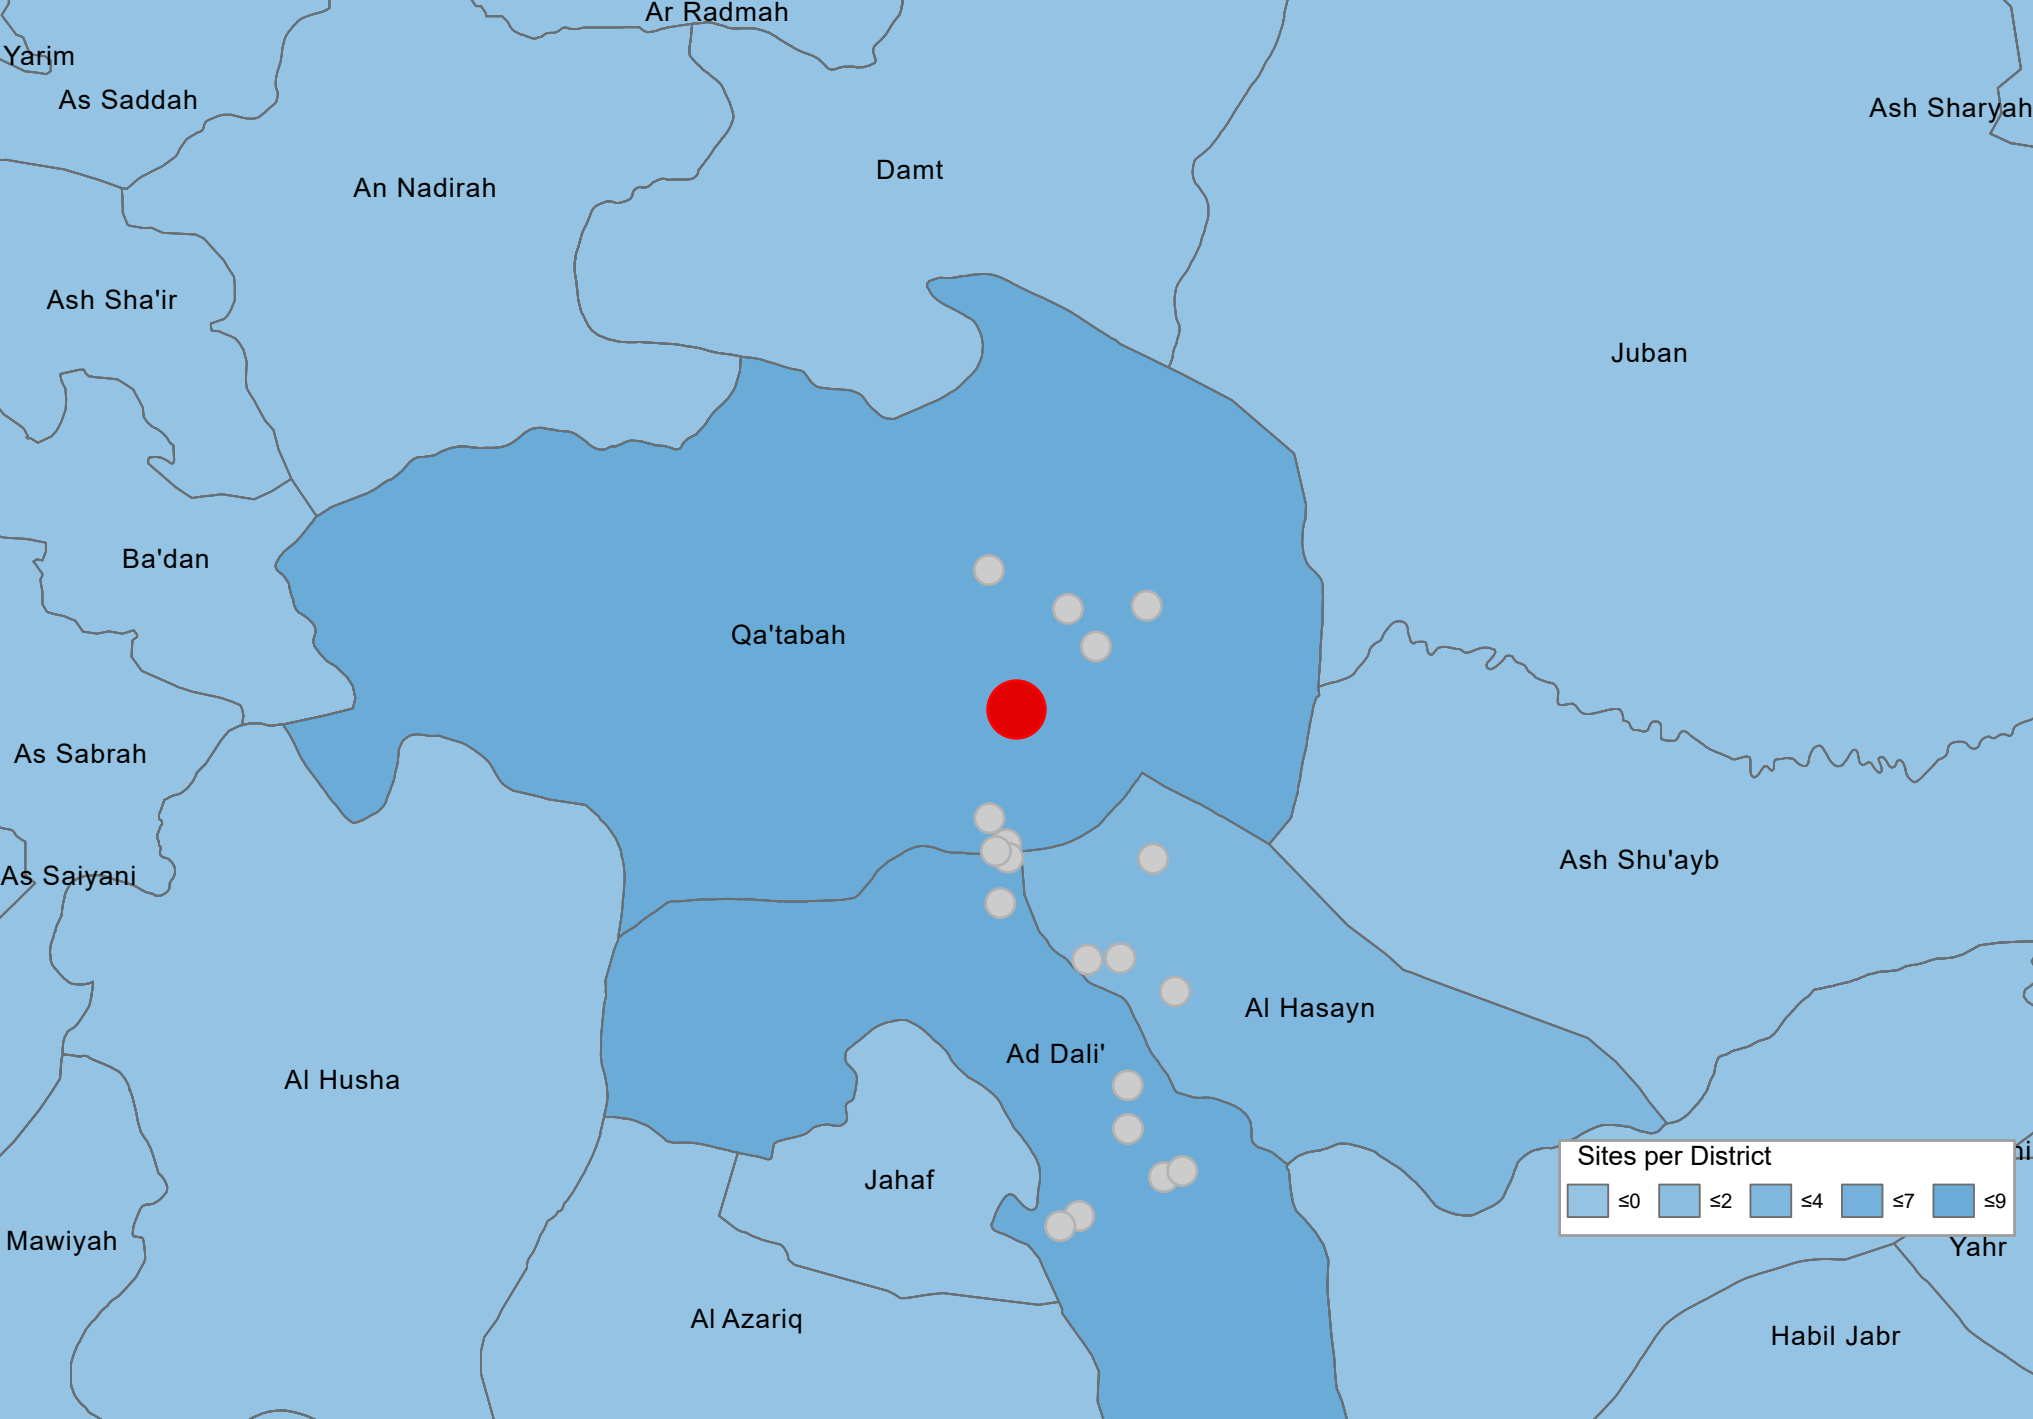 Ar Radmah
Yarim
As Saddah
Ash Sharyah
Damt
An Nadirah
Ash Sha'ir
Juban
Ba'dan
Qa'tabah
As Sabrah
Ash Shu'ayb
As Saiyani
Al Hasayn
Ad Dali'
Al Husha
Jahaf
Sites per District
≤0 ≤2 ≤4 ≤7 ≤9
Mawiyah
Yahr
Al Azariq
Habil Jabr